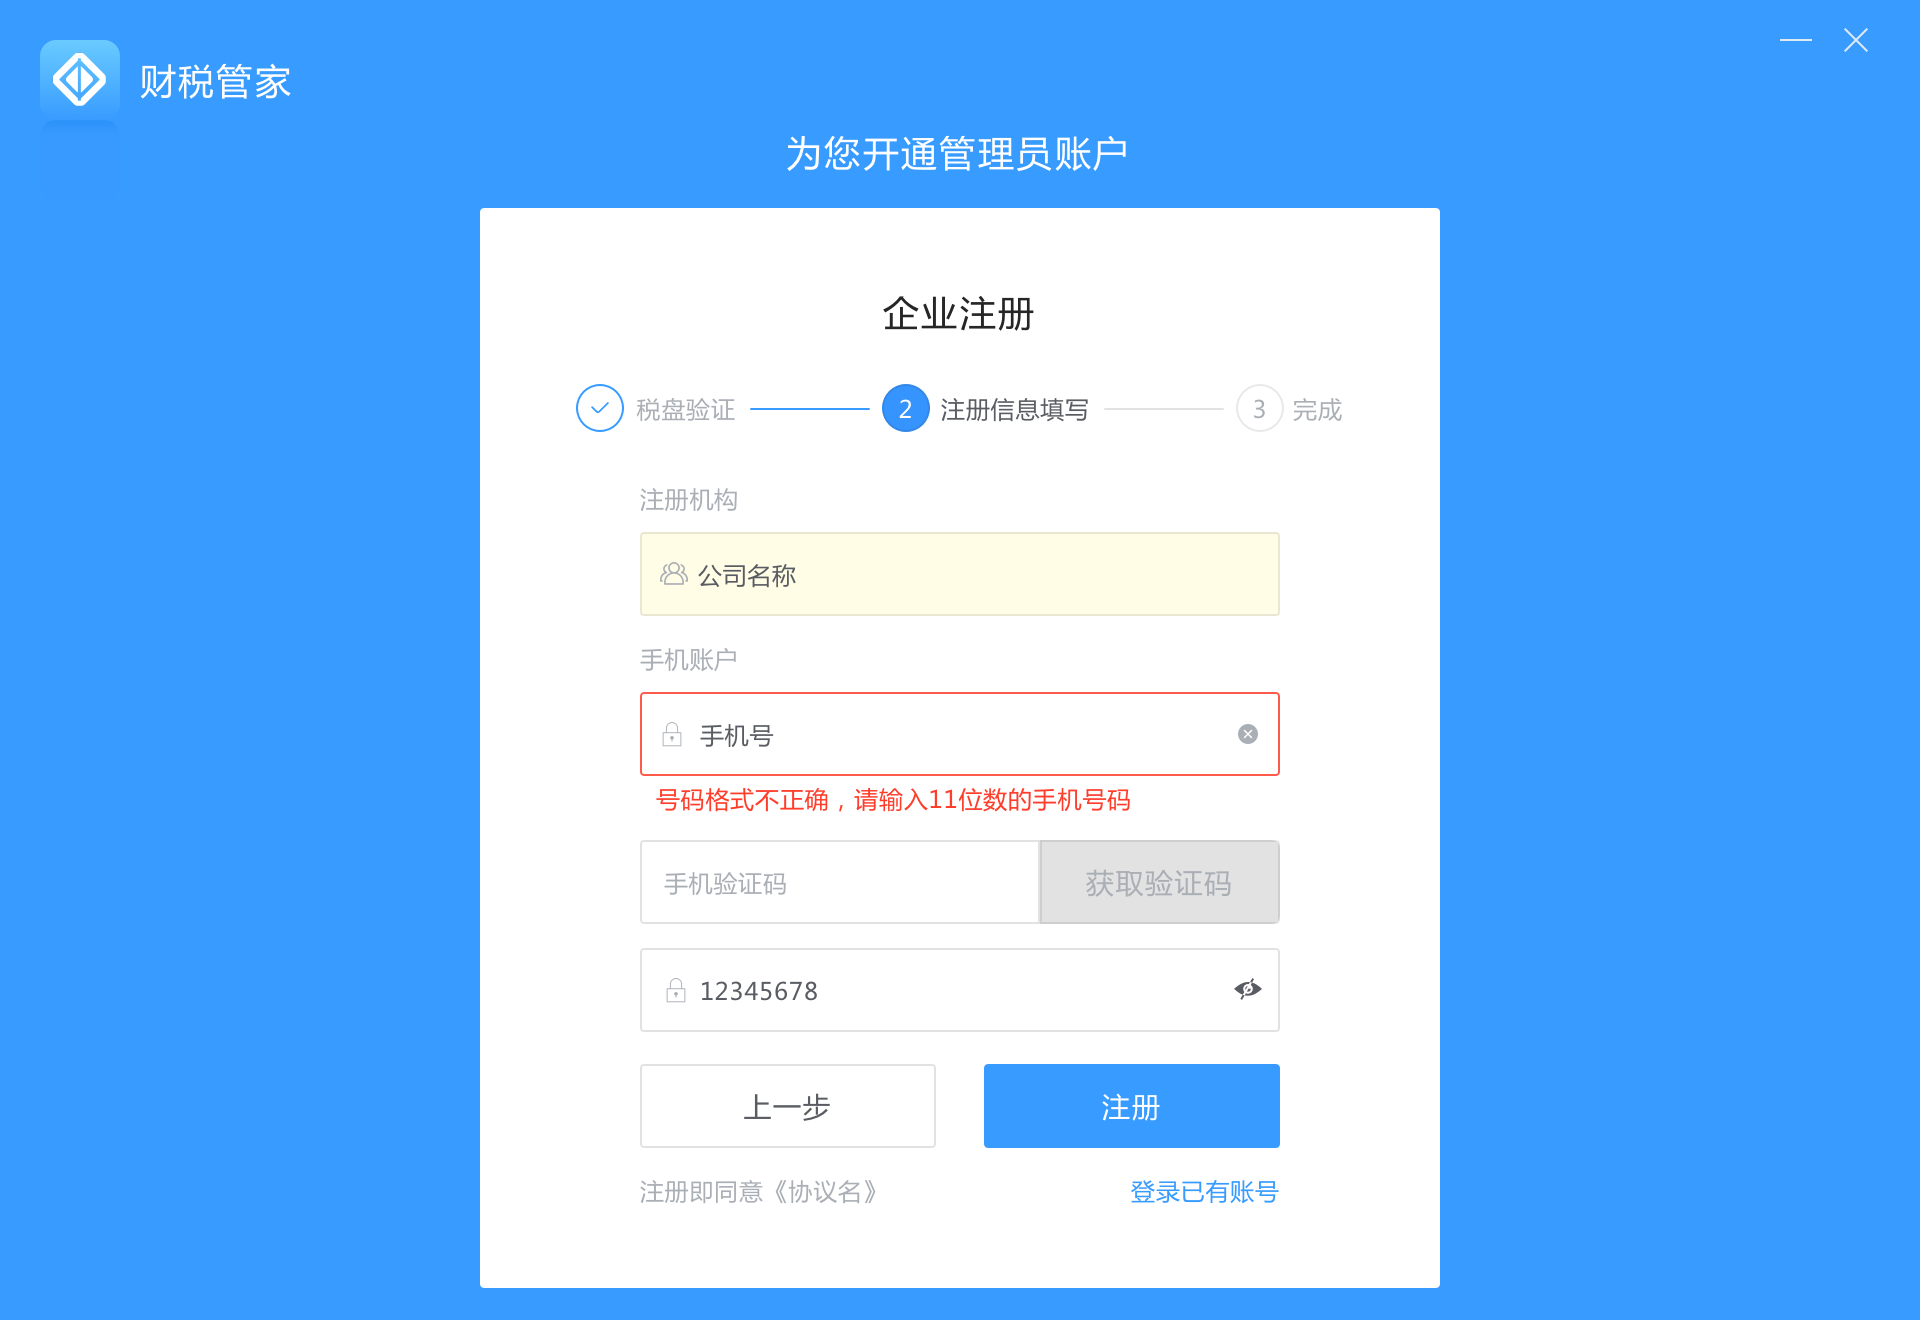 财税管家
为您开通管理员账户
企业注册
税盘验证 2 注册信息填写 3 完成
注册机构
公司名称
手机账户
手机号
号码格式不正确，请输入11位数的手机号码
手机验证码 获取验证码
12345678
上一步 注册
注册即同意《协议名》 登录已有账号